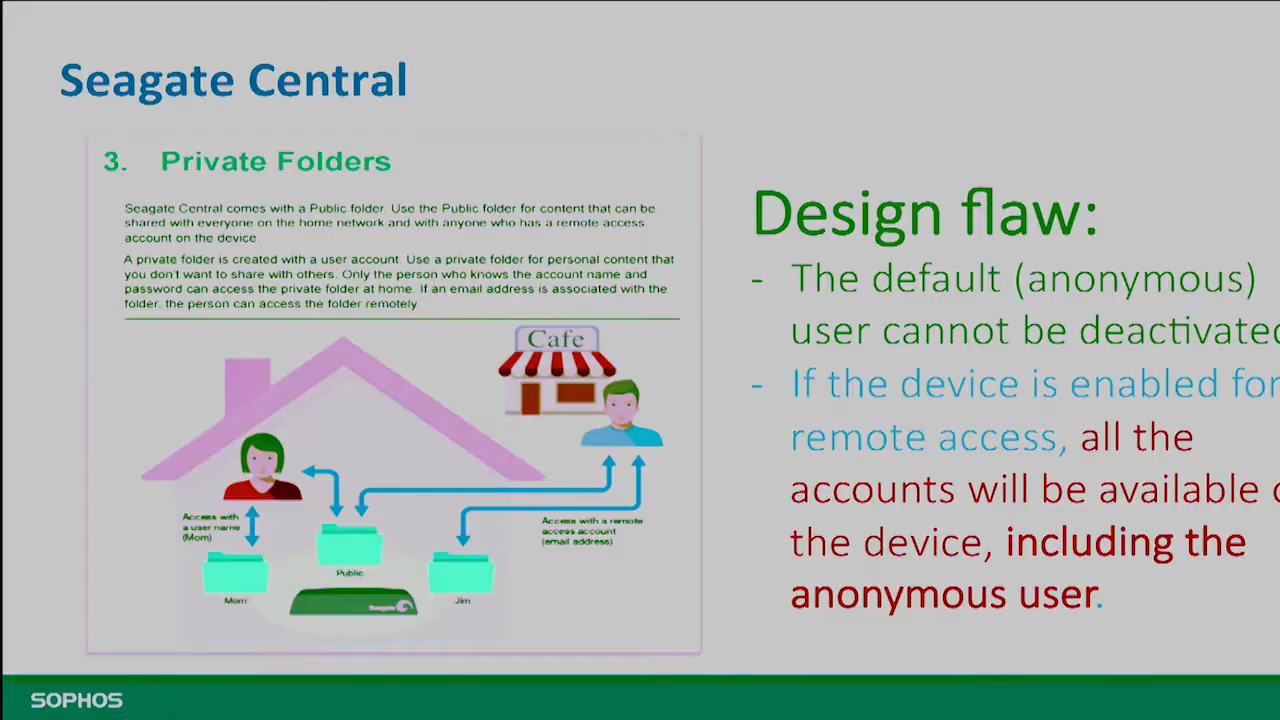 Seagate Central
3. Private Folders
Seagate Central comes with a Public folder. Use the Public folder for content that can be
shared with everyone on the home network and with anyone who has a remote access
account on the device.
A private folder is created with a user account. Use a private folder for personal content that
you don't want to share with others. Only the person who knows the account name and
password can access the private folder at home. If an email address is associated with the
folder, the person can access the folder remotely.
Cafe
Access with
a user name
(Mom)
Access with a remote
access account
(email address)
Public
Mom
Jim
Seagate
Design flaw:
- The default (anonymous)
user cannot be deactivated
- If the device is enabled for
remote access, all the
accounts will be available
the device, including the
anonymous user.
SOPHOS